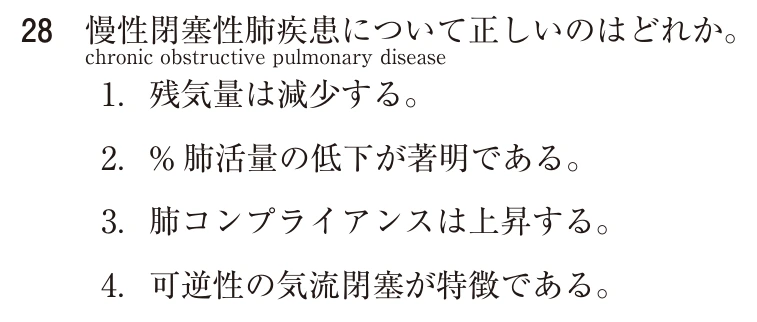 28 慢性閉塞性肺疾患について正しいのはどれか。
chronic obstructive pulmonary disease
1. 残気量は減少する。
2. %肺活量の低下が著明である。
3. 肺コンプライアンスは上昇する。
4. 可逆性の気流閉塞が特徴である。